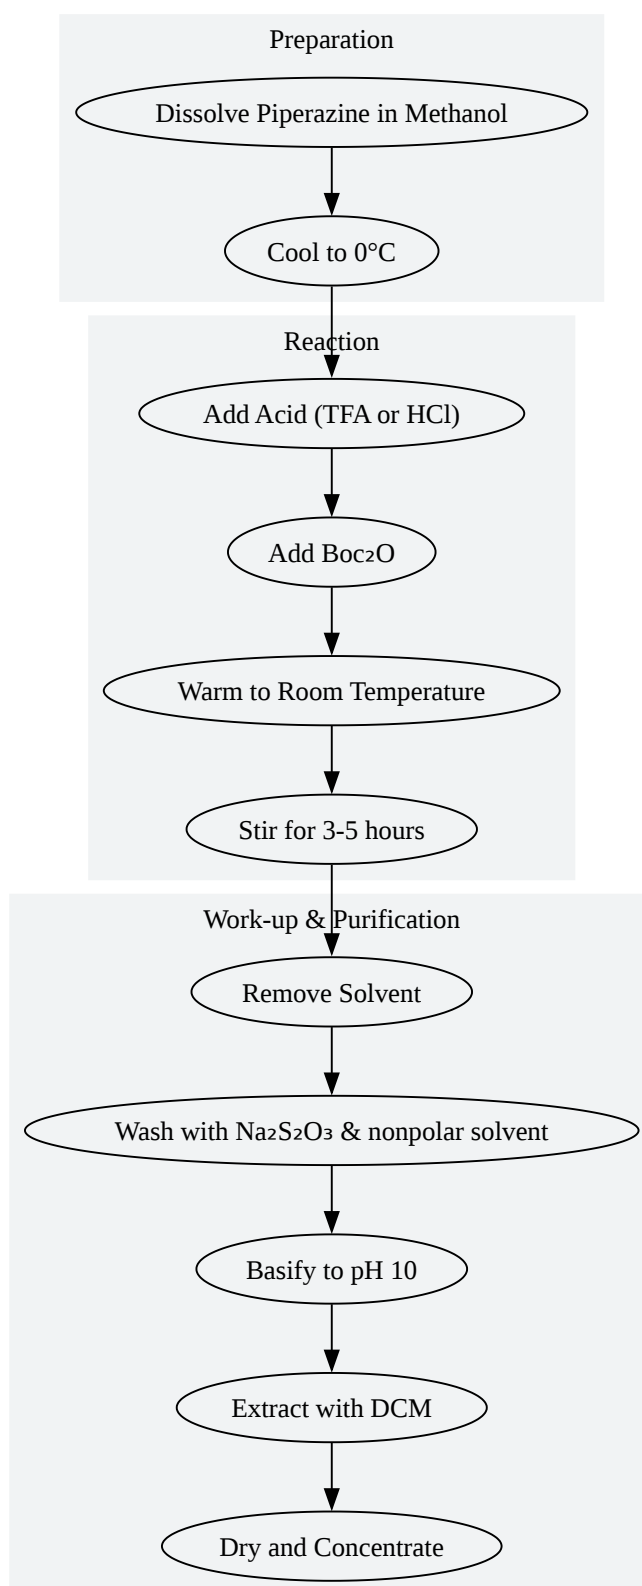 Preparation
Dissolve Piperazine in Methanol
Cool to 0°C
Reaction
Add Acid (TFA or HCl)
Add Boc₂O
Warm to Room Temperature
Stir for 3-5 hours
Work-up & Purification
Remove Solvent
Wash with Na₂S₂O₃ & nonpolar solvent
Basify to pH 10
Extract with DCM
Dry and Concentrate